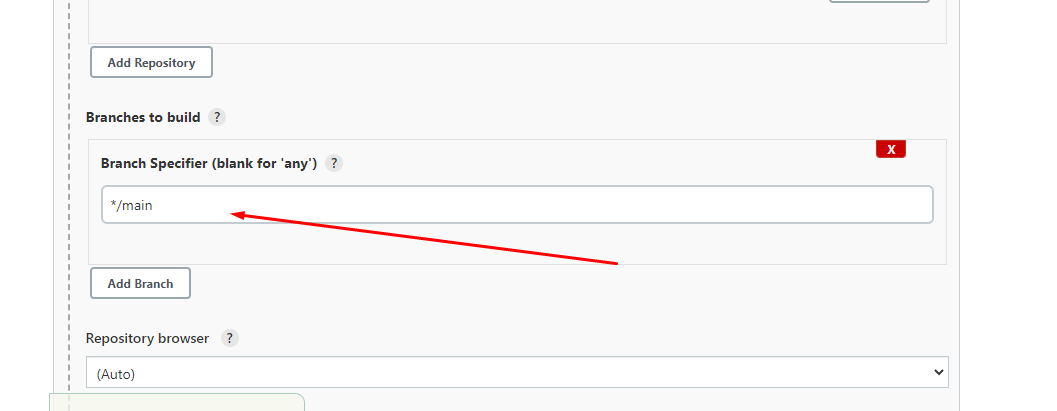 Add Repository
Branches to build ?
X
Branch Specifier (blank for 'any') ?
*/main
Add Branch
Repository browser ?
(Auto)